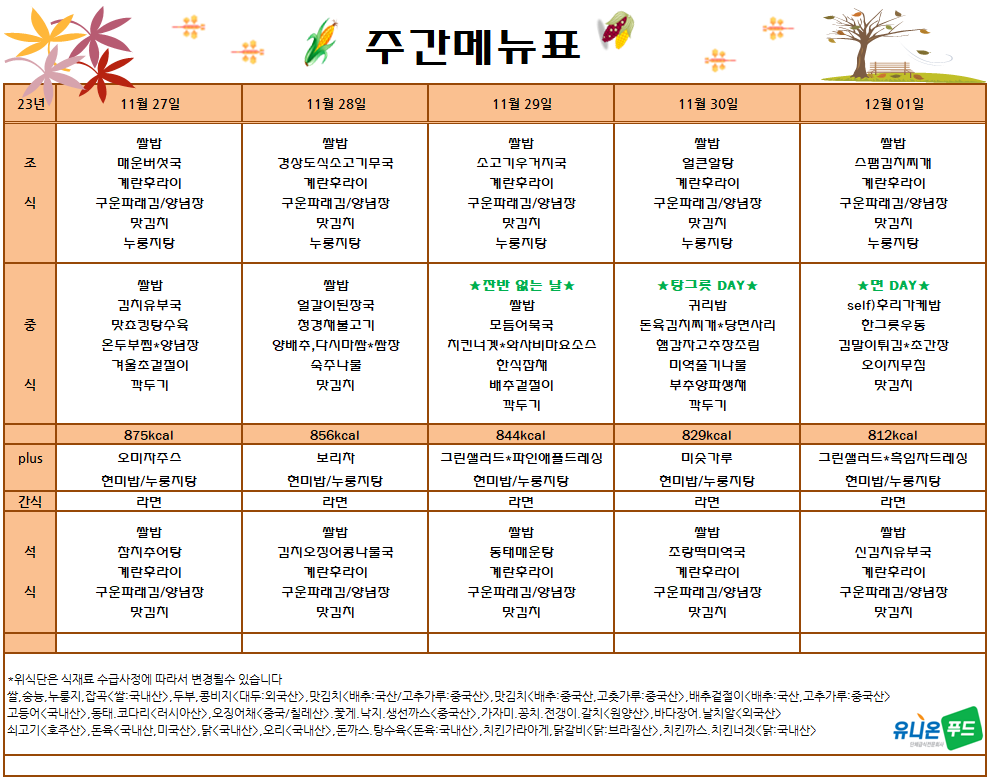 주간메뉴표
23년 11월 27일 11월 28일 11월 29일 11월 30일 12월 01일
조식
쌀밥 쌀밥 쌀밥 쌀밥 쌀밥
매운버섯국 경상도식소고기무국 소고기우거지국 얼큰알탕 스팸김치찌개
계란후라이 계란후라이 계란후라이 계란후라이 계란후라이
구운파래김/양념장 구운파래김/양념장 구운파래김/양념장 구운파래김/양념장 구운파래김/양념장
맛김치 맛김치 맛김치 맛김치 맛김치
누룽지탕 누룽지탕 누룽지탕 누룽지탕 누룽지탕
중식
쌀밥 쌀밥 ★잔반 없는 날★ ★탕그릇 DAY★ ★면 DAY★
김치유부국 얼갈이된장국 쌀밥 귀리밥 self)후리가케밥
맛쵸킹탕수육 청경채불고기 모듬어묵국 돈육김치찌개*당면사리 한그릇우동
온두부찜*양념장 양배추,다시마쌈*쌈장 치킨너겟*와사비마요소스 햄감자고추장조림 김말이튀김*초간장
겨울초겉절이 숙주나물 한식잡채 미역줄기나물 오이지무침
깍두기 맛김치 배추겉절이 부추양파생채 맛김치
깍두기 깍두기
875kcal 856kcal 844kcal 829kcal 812kcal
plus 오미자주스 보리차 그린샐러드*파인애플드레싱 미숫가루 그린샐러드*흑임자드레싱
현미밥/누룽지탕 현미밥/누룽지탕 현미밥/누룽지탕 현미밥/누룽지탕 현미밥/누룽지탕
간식 라면 라면 라면 라면 라면
석식
쌀밥 쌀밥 쌀밥 쌀밥 쌀밥
참치추어탕 김치오징어콩나물국 동태매운탕 조랑떡미역국 신김치유부국
계란후라이 계란후라이 계란후라이 계란후라이 계란후라이
구운파래김/양념장 구운파래김/양념장 구운파래김/양념장 구운파래김/양념장 구운파래김/양념장
맛김치 맛김치 맛김치 맛김치 맛김치
*위식단은 식재료 수급사정에 따라서 변경될수 있습니다
쌀,숭늉,누룽지,잡곡<쌀:국내산>,두부,콩비지<대두:외국산>,맛김치<배추:국산/고추가루:중국산>,맛김치<배추:중국산,고춧가루:중국산>,배추겉절이<배추:국산,고추가루:중국산>
고등어<국내산>,동태.코다리<러시아산>,오징어채<중국/칠레산>.꽃게.낙지.생선까스<중국산>,가자미.꽁치.전갱이.갈치<원양산>,바다장어.날치알<외국산>
쇠고기<호주산>,돈육<국내산,미국산>,닭<국내산>,오리<국내산>,돈까스.탕수육<돈육:국내산>,치킨가라아게,닭갈비<닭:브라질산>,치킨까스.치킨너겟<닭:국내산>
유니온푸드
단체급식전문회사